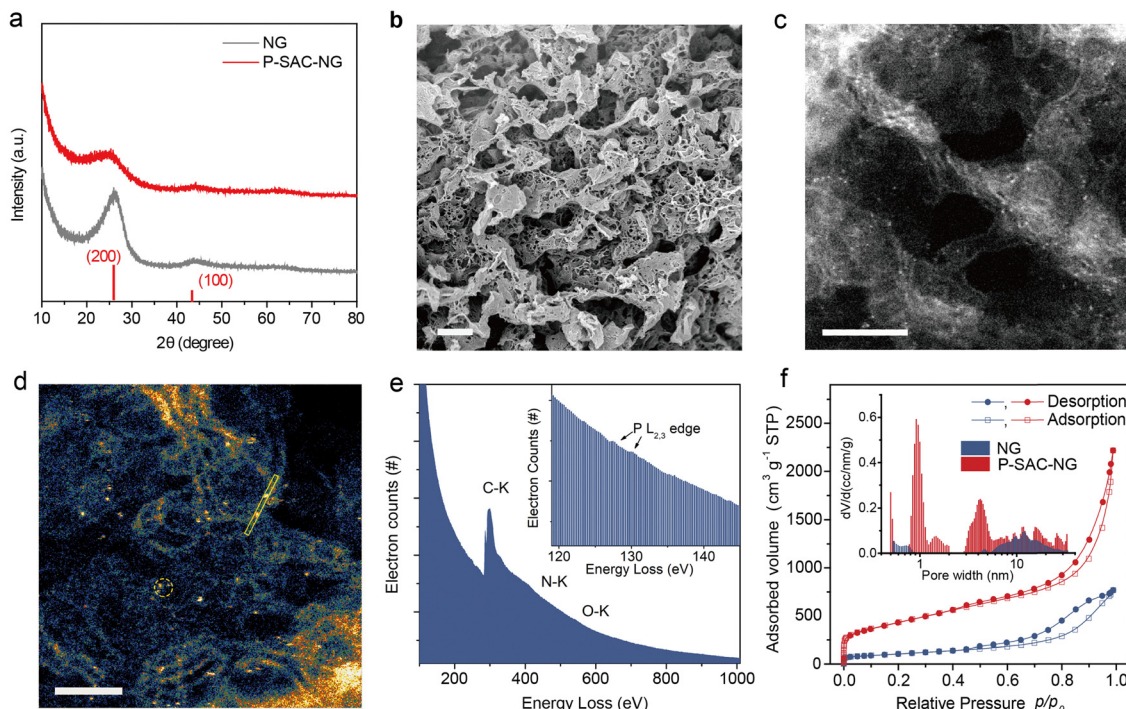 a
NG
P-SAC-NG
Intensity (a.u.)
(200)
(100)
10 20 30 40 50 60 70 80
2θ (degree)
b
c
d
e
Electron counts (#)
C-K
N-K
O-K
200 400 600 800 1000
Energy Loss (eV)
Electron Counts (#)
P L2,3 edge
120 130 140
Energy Loss (eV)
f
Adsorbed volume (cm3 g-1 STP)
2500
2000
1500
1000
500
0
0.0 0.2 0.4 0.6 0.8 1.0
Relative Pressure p/p0
, Desorption
, Adsorption
NG
P-SAC-NG
dV/d(cc/nm/g)
0.6
0.4
0.2
0.0
1 10
Pore width (nm)